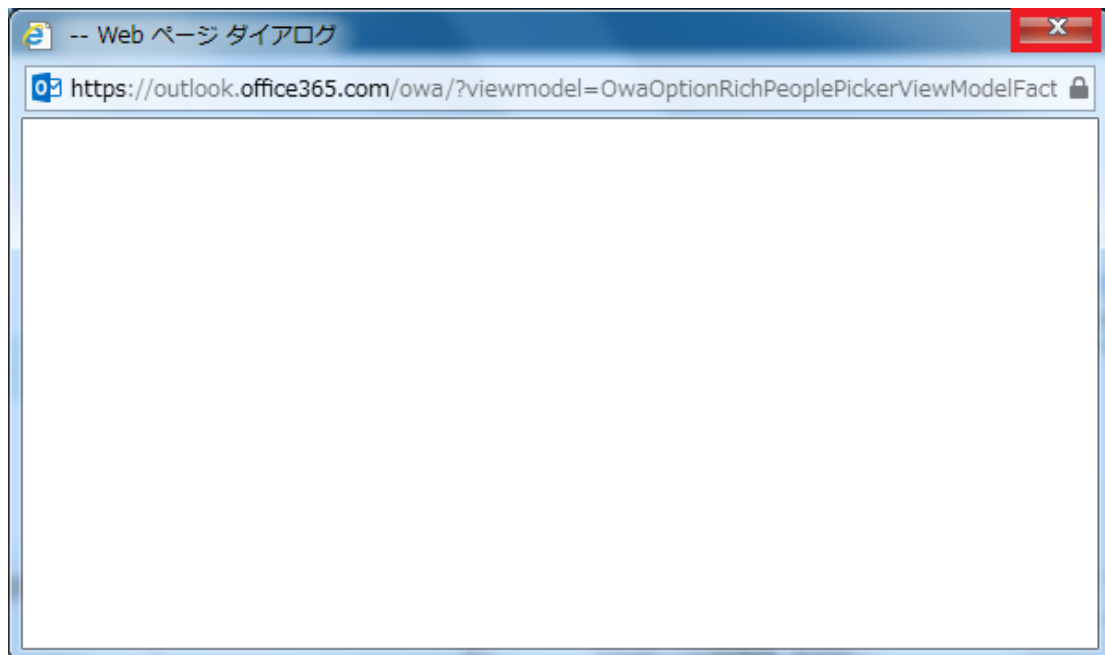 -- Web ページ ダイアログ
https://outlook.office365.com/owa/?viewmodel=OwaOptionRichPeoplePickerViewModelFact